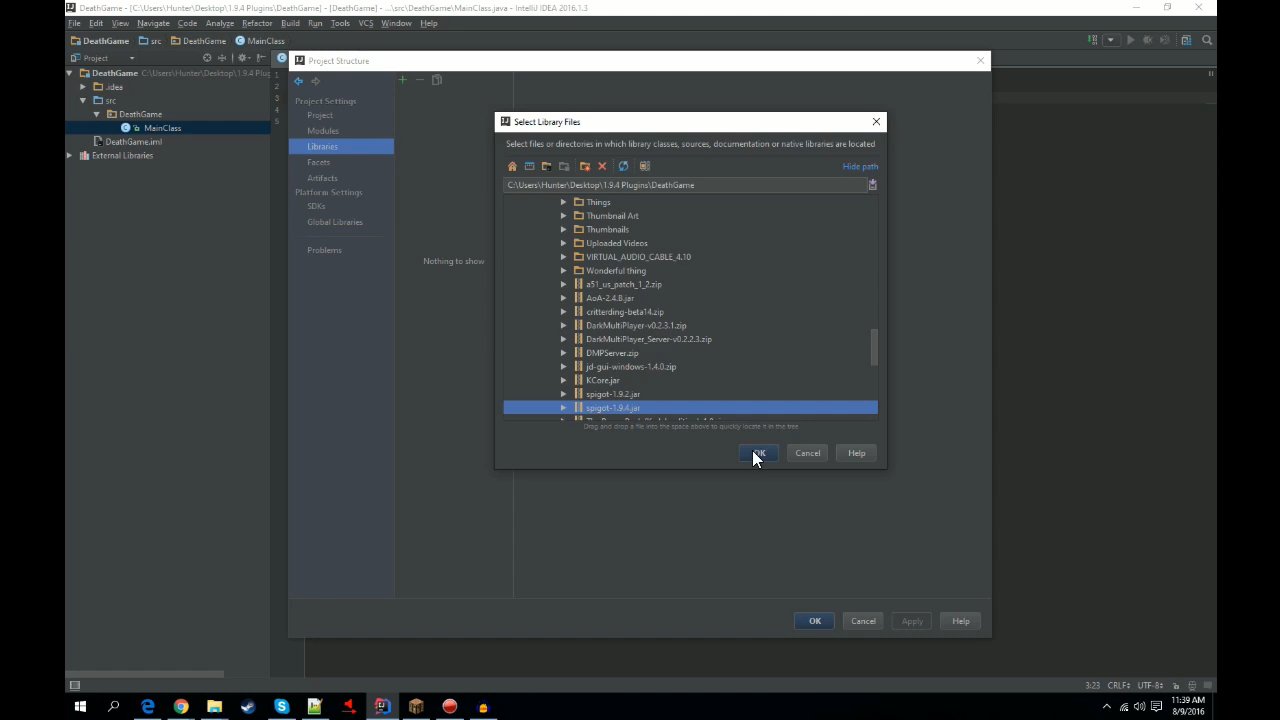 DeathGame - [C:\Users\Hunter\Desktop\1.9.4 Plugins\DeathGame] - [DeathGame] - ...\src\DeathGame\MainClass.java - IntelliJ IDEA 2016.1.3
File Edit View Navigate Code Analyze Refactor Build Run Tools VCS Window Help
DeathGame src DeathGame MainClass
Project
DeathGame C:\Users\Hunter\Desktop\1.9.4 Plug
.idea
src
DeathGame
MainClass
DeathGame.iml
External Libraries
1
2
3
4
5
Project Structure
Project Settings
Project
Modules
Libraries
Facets
Artifacts
Platform Settings
SDKs
Global Libraries
Problems
Nothing to show
Select Library Files
Select files or directories in which library classes, sources, documentation or native libraries are located
Hide path
C:\Users\Hunter\Desktop\1.9.4 Plugins\DeathGame
Things
Thumbnail Art
Thumbnails
Uploaded Videos
VIRTUAL_AUDIO_CABLE_4.10
Wonderful thing
a51_us_patch_1_2.zip
AoA-2.4.B.jar
critterding-beta14.zip
DarkMultiPlayer-v0.2.3.1.zip
DarkMultiPlayer_Server-v0.2.2.3.zip
DMPServer.zip
jd-gui-windows-1.4.0.zip
KCore.jar
spigot-1.9.2.jar
spigot-1.9.4.jar
Drag and drop a file into the space above to quickly locate it in the tree
OK Cancel Help
OK Cancel Apply Help
3:23 CRLF÷ UTF-8÷
11:39 AM
8/9/2016